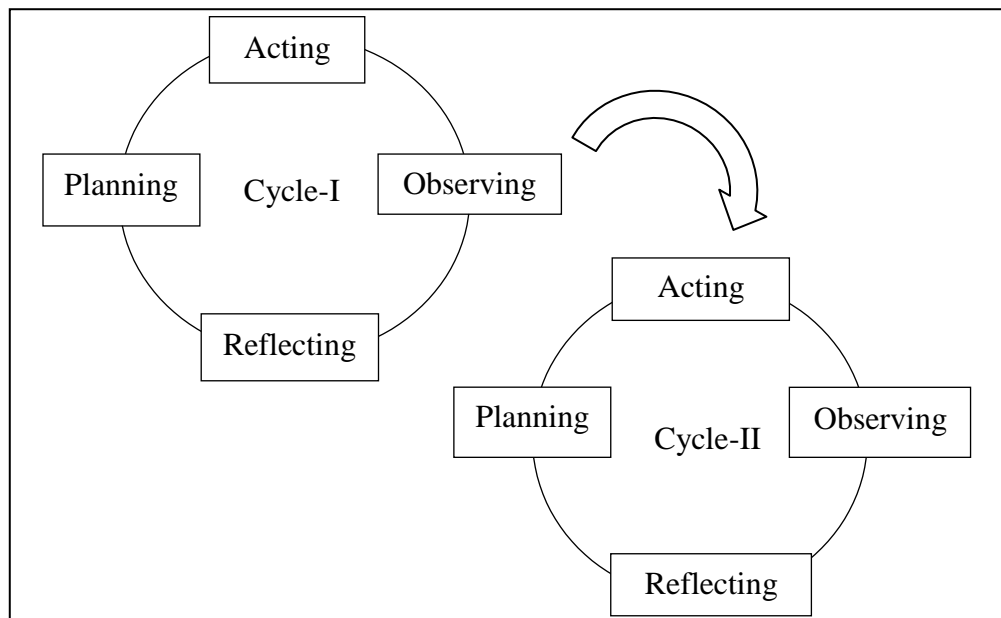 Acting
Planning
Cycle-I
Observing
Reflecting
Acting
Planning
Cycle-II
Observing
Reflecting